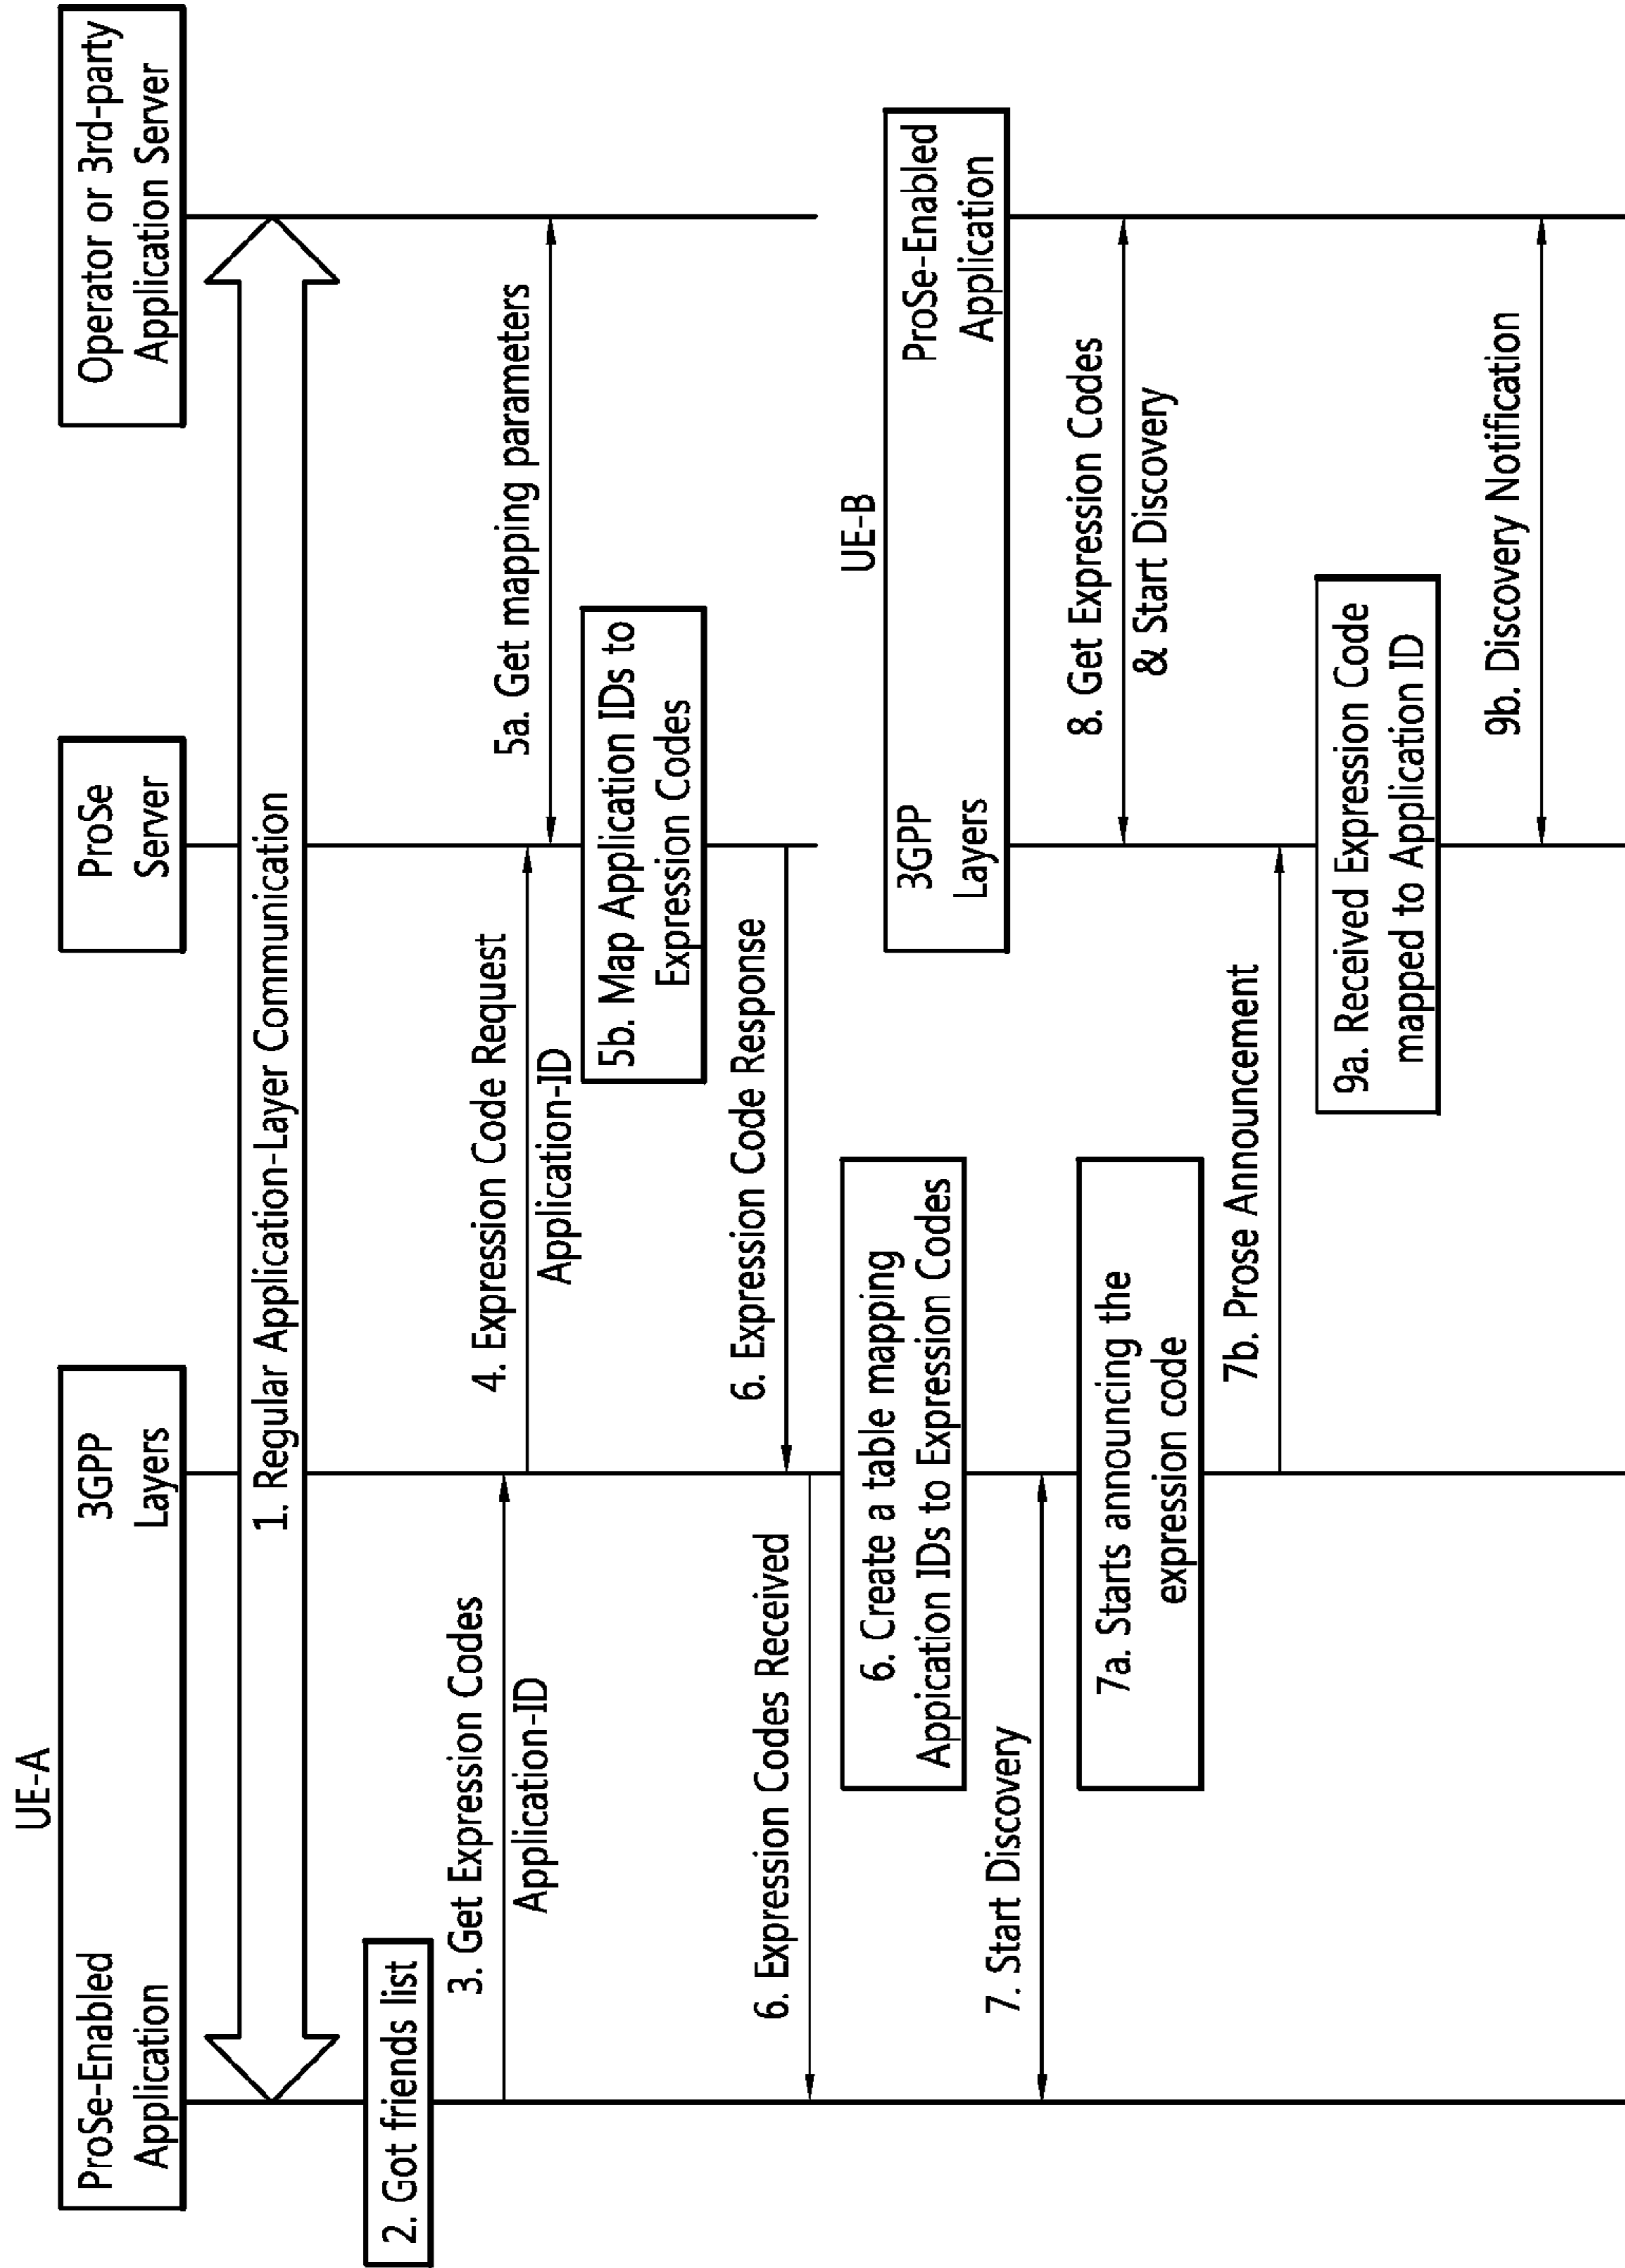 UE-A
ProSe-Enabled
Application
3GPP
Layers
ProSe
Server
Operator or 3rd-party
Application Server
1. Regular Application-Layer Communication
2. Got friends list
3. Get Expression Codes
Application-ID
4. Expression Code Request
Application-ID
5a. Get mapping parameters
5b. Map Application IDs to
Expression Codes
6. Expression Code Response
6. Expression Codes Received
6. Create a table mapping
Appication IDs to Expression Codes
7. Start Discovery
7a. Starts announcing the
expression code
UE-B
3GPP
Layers
ProSe-Enabled
Application
8. Get Expression Codes
& Start Discovery
7b. Prose Announcement
9a. Received Expression Code
mapped to Application ID
9b. Discovery Notification